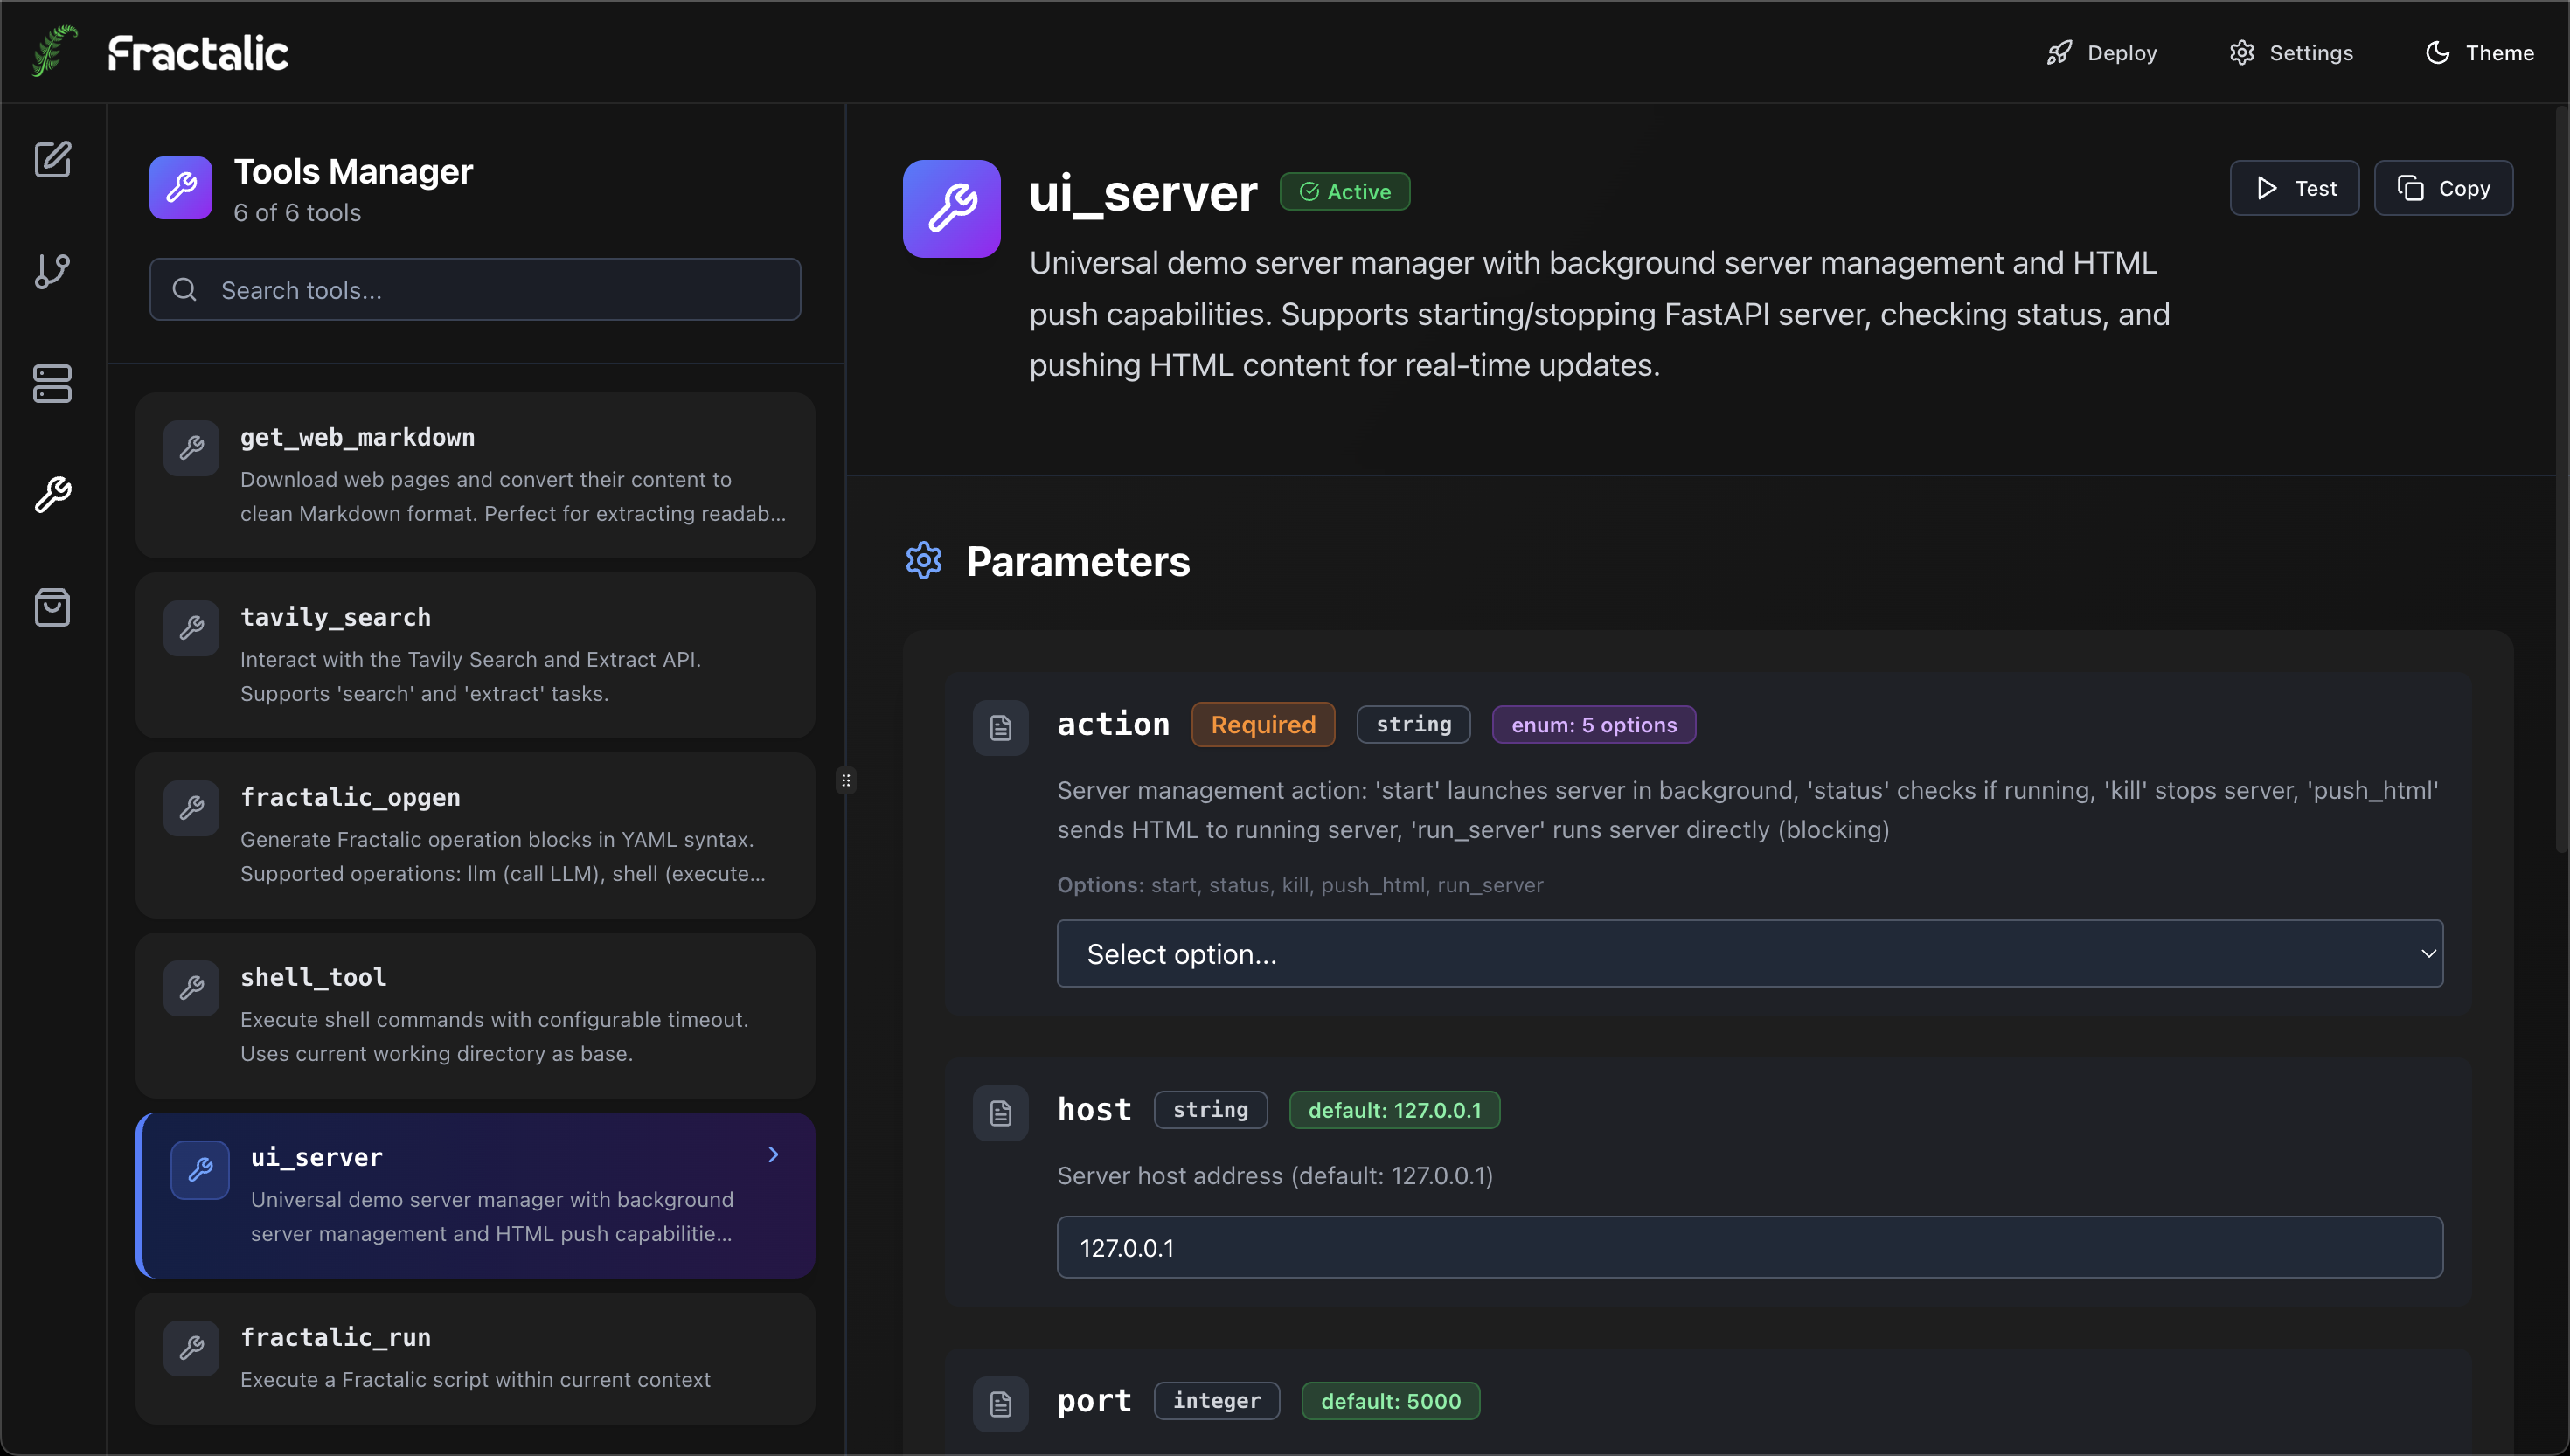 Fractalic
Deploy
Settings
Theme
Tools Manager
6 of 6 tools
Search tools...
get_web_markdown
Download web pages and convert their content to
clean Markdown format. Perfect for extracting readab...
tavily_search
Interact with the Tavily Search and Extract API.
Supports 'search' and 'extract' tasks.
fractalic_opgen
Generate Fractalic operation blocks in YAML syntax.
Supported operations: llm (call LLM), shell (execute...
shell_tool
Execute shell commands with configurable timeout.
Uses current working directory as base.
ui_server
Universal demo server manager with background
server management and HTML push capabilitie...
fractalic_run
Execute a Fractalic script within current context
ui_server
Active
Test
Copy
Universal demo server manager with background server management and HTML
push capabilities. Supports starting/stopping FastAPI server, checking status, and
pushing HTML content for real-time updates.
Parameters
action Required string enum: 5 options
Server management action: 'start' launches server in background, 'status' checks if running, 'kill' stops server, 'push_html'
sends HTML to running server, 'run_server' runs server directly (blocking)
Options: start, status, kill, push_html, run_server
Select option...
host string default: 127.0.0.1
Server host address (default: 127.0.0.1)
127.0.0.1
port integer default: 5000